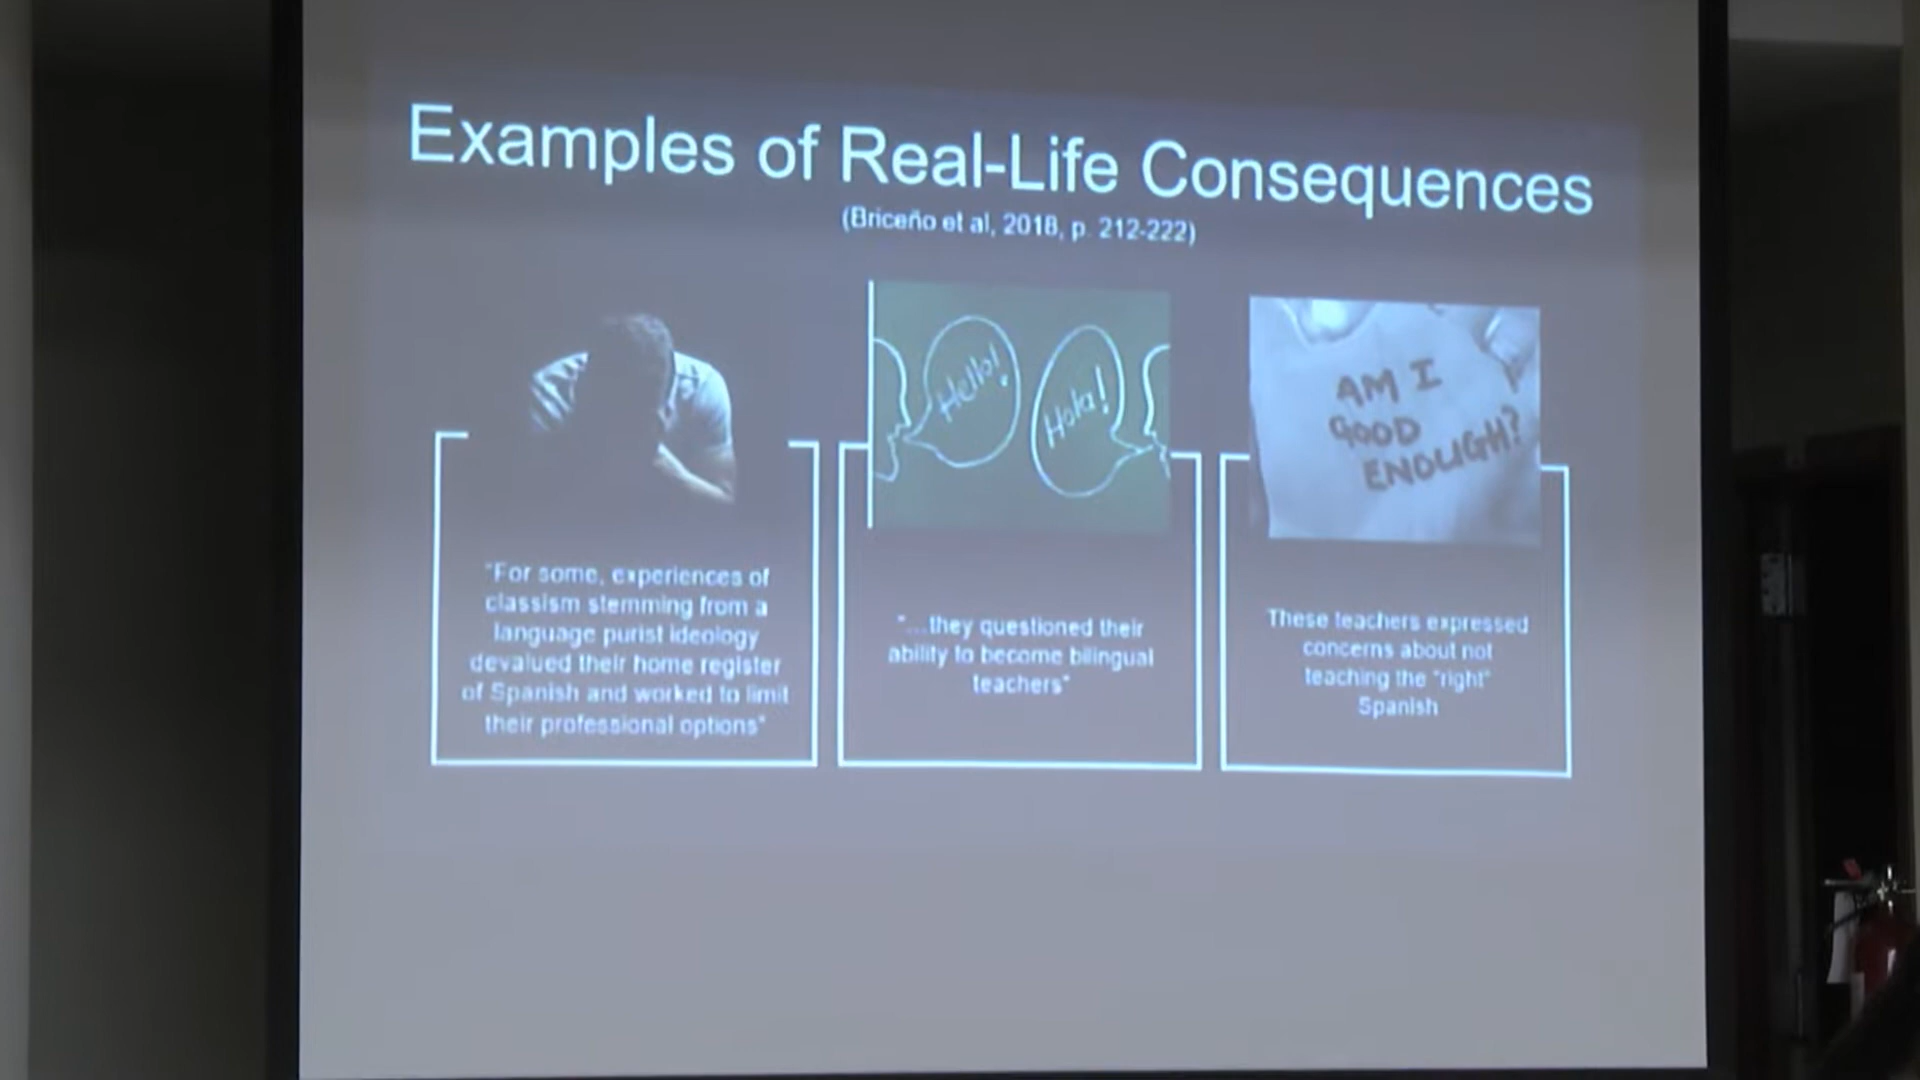 Examples of Real-Life Consequences
(Briceño et al, 2018, p. 212-222)
Hello!
Hola!
AM I
GOOD
ENOUGH?
"For some, experiences of
classism stemming from a
language purist ideology
devalued their home register
of Spanish and worked to limit
their professional options"
"...they questioned their
ability to become bilingual
teachers"
These teachers expressed
concerns about not
teaching the "right"
Spanish